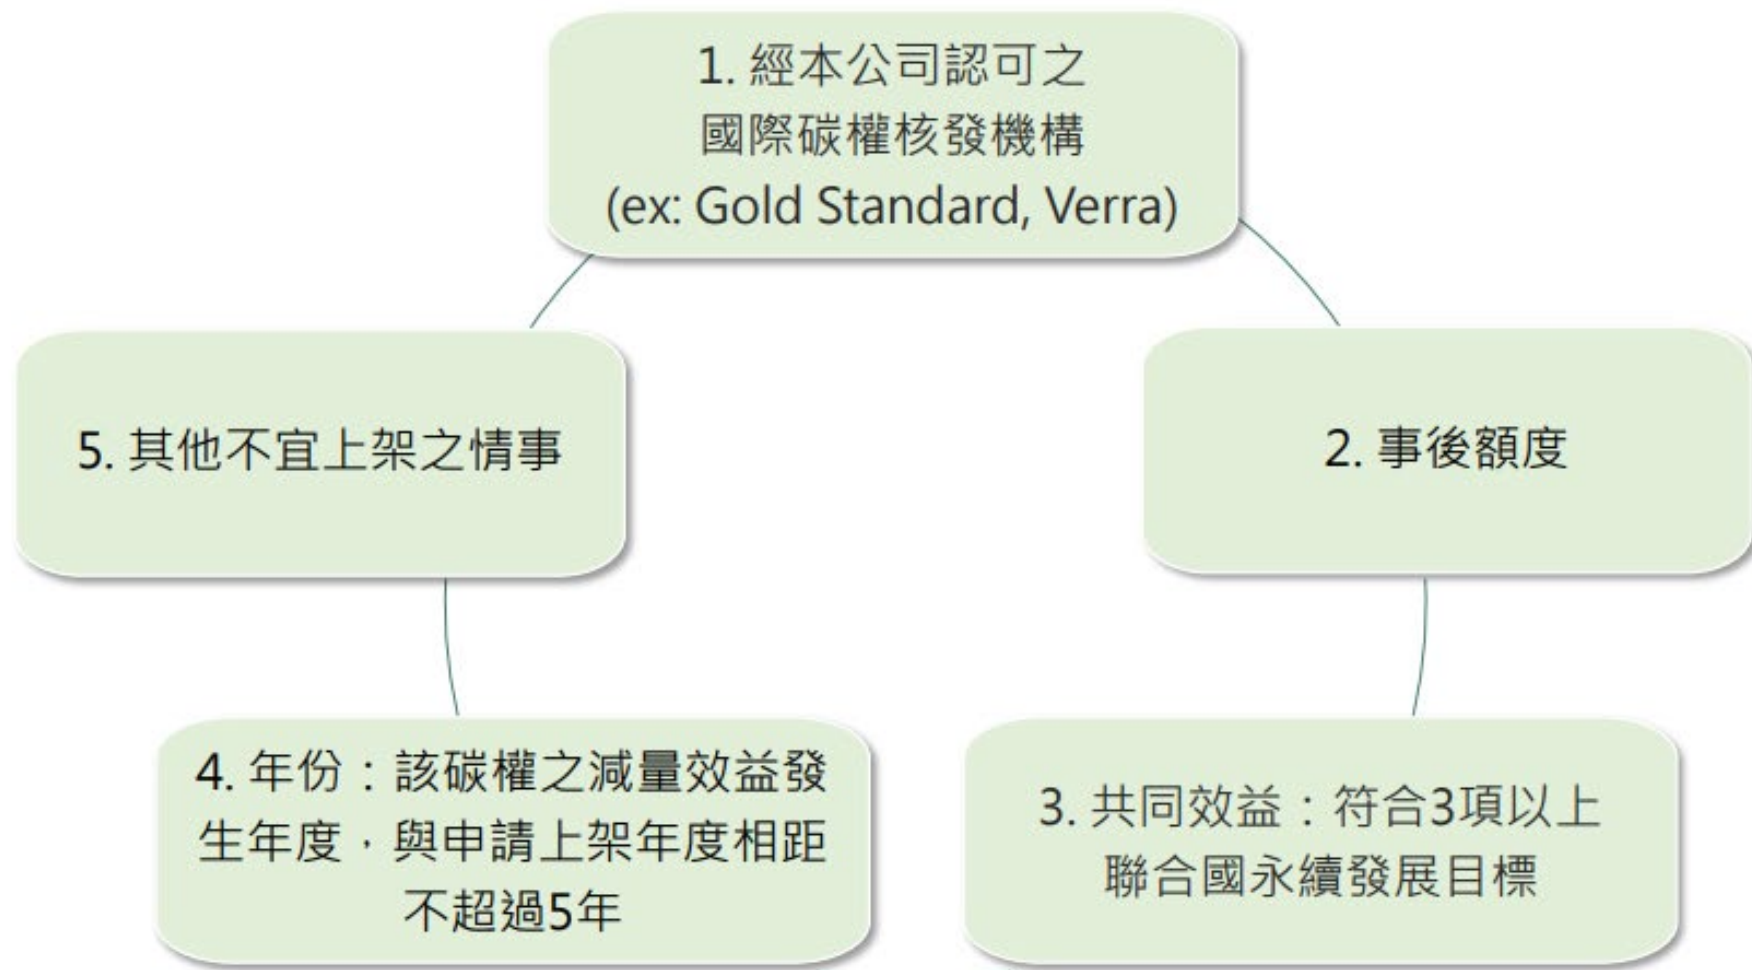 1. 經本公司認可之
國際碳權核發機構
(ex: Gold Standard, Verra)
2. 事後額度
3. 共同效益：符合3項以上
聯合國永續發展目標
4. 年份：該碳權之減量效益發
生年度，與申請上架年度相距
不超過5年
5. 其他不宜上架之情事